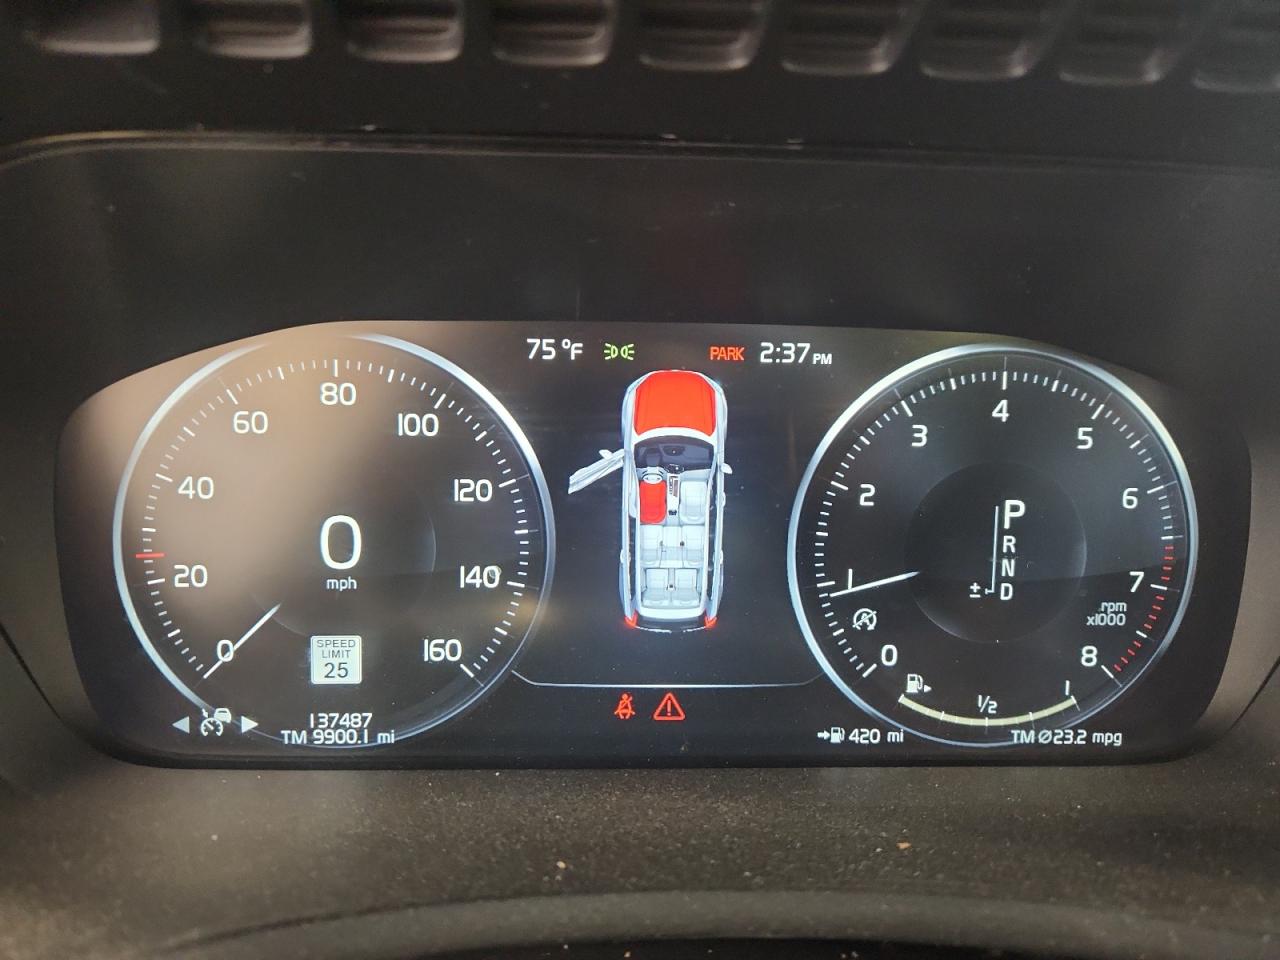 75 °F PARK 2:37 PM
80
60 100
40 120
20 140
0 160
0
mph
SPEED
LIMIT
25
137487
TM 9900.1 mi
4
3 5
2 6
1 7
0 8
P
R
N
± D
rpm
x1000
1/2 1
420 mi
TM Ø23.2 mpg